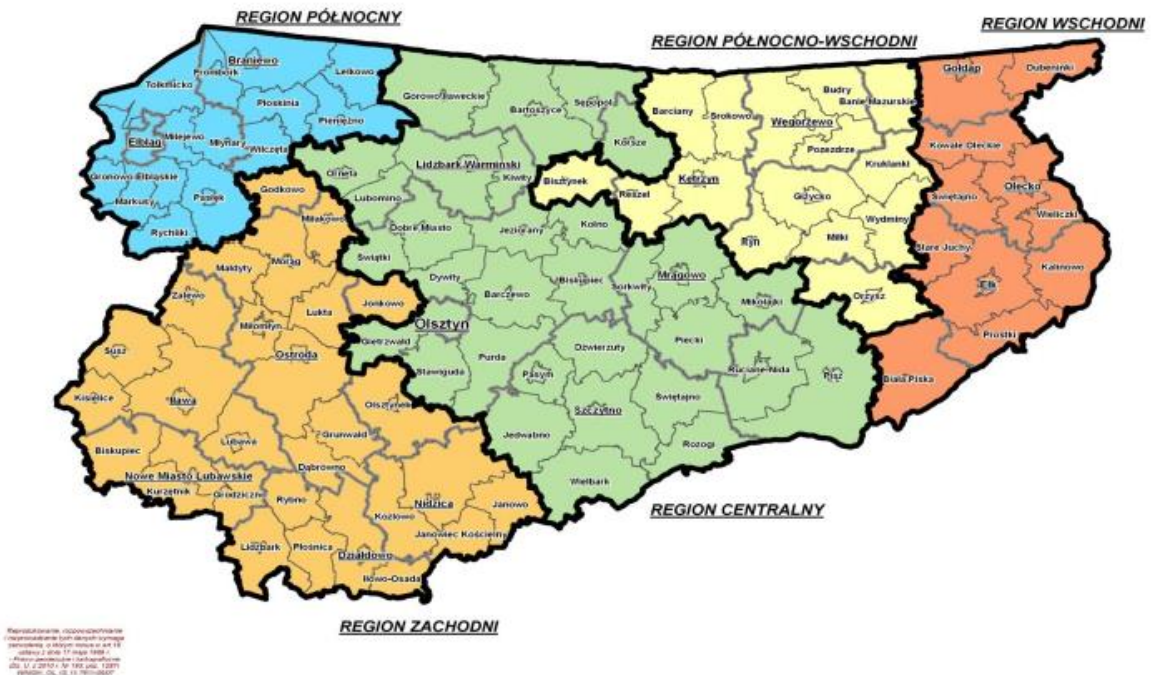 REGION PÓŁNOCNY
REGION WSCHODNI
REGION PÓŁNOCNO-WSCHODNI
Braniewo
Frombork
Tolkmicko
Lelkowo
Płoskinia
Pieniężno
Elbląg
Milejewo
Młynary
Wilczęta
Gronowo Elbląskie
Markusy
Pasłęk
Rychliki
Godkowo
Górowo Iławeckie
Bartoszyce
Sępopol
Korsze
Lidzbark Warmiński
Orneta
Kiwity
Lubomino
Dobre Miasto
Jeziorany
Kolno
Świątki
Dywity
Barczewo
Biskupiec
Sorkwity
Mrągowo
Mikołajki
Olsztyn
Gietrzwałd
Stawiguda
Purda
Pasym
Dźwierzuty
Piecki
Ruciane-Nida
Pisz
Szczytno
Świętajno
Jedwabno
Rozogi
Wielbark
Barciany
Srokowo
Budry
Banie Mazurskie
Węgorzewo
Pozezdrze
Kruklanki
Bisztynek
Reszel
Kętrzyn
Giżycko
Wydminy
Ryn
Miłki
Orzysz
Gołdap
Dubeninki
Kowale Oleckie
Świętajno
Olecko
Wieliczki
Stare Juchy
Kalinowo
Ełk
Prostki
Biała Piska
Miłakowo
Morąg
Małdyty
Zalewo
Łukta
Jonkowo
Miłomłyn
Ostróda
Susz
Kisielice
Iława
Olsztynek
Grunwald
Lubawa
Biskupiec
Dąbrówno
Nowe Miasto Lubawskie
Kurzętnik
Grodziczno
Rybno
Nidzica
Janowo
Kozłowo
Janowiec Kościelny
Lidzbark
Płośnica
Działdowo
Iłowo-Osada
REGION CENTRALNY
REGION ZACHODNI